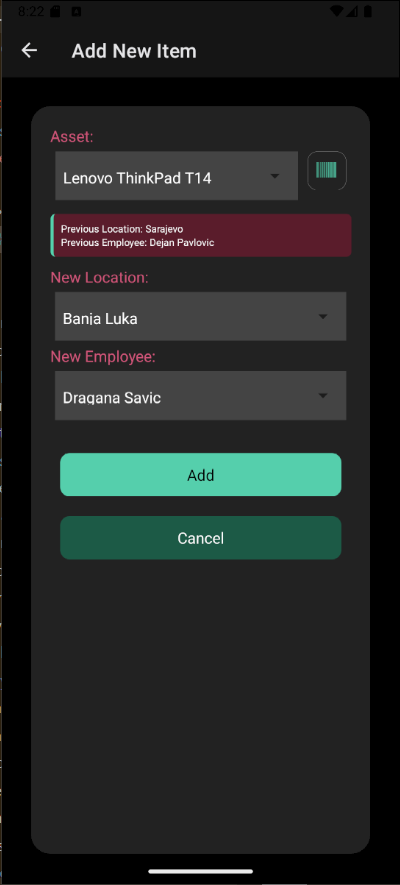 8:22
Add New Item
Asset:
Lenovo ThinkPad T14
Previous Location: Sarajevo
Previous Employee: Dejan Pavlovic
New Location:
Banja Luka
New Employee:
Dragana Savic
Add
Cancel